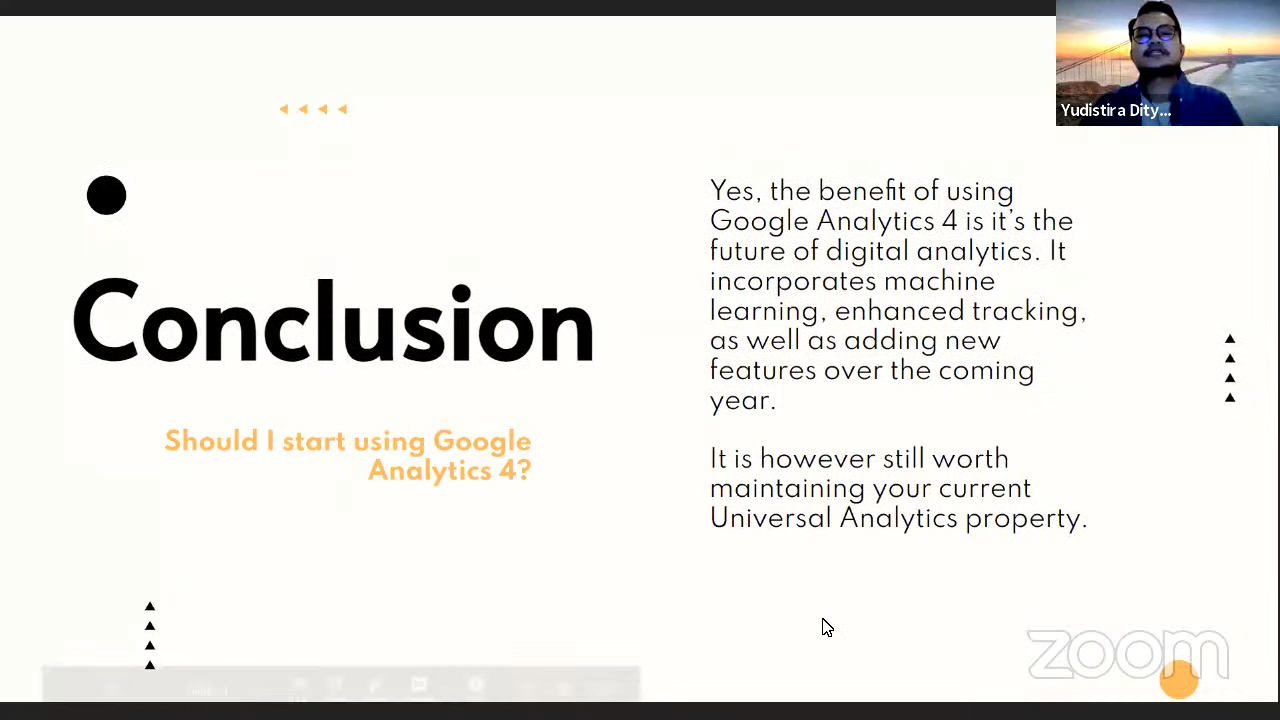 Yudistira Dity...
Conclusion
Should I start using Google
Analytics 4?
Yes, the benefit of using
Google Analytics 4 is it's the
future of digital analytics. It
incorporates machine
learning, enhanced tracking,
as well as adding new
features over the coming
year.
It is however still worth
maintaining your current
Universal Analytics property.
zoom